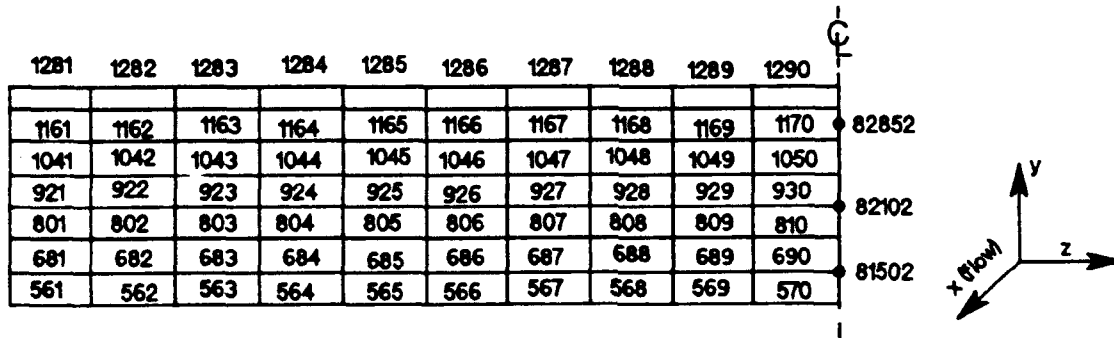 ℄
1281 1282 1283 1284 1285 1286 1287 1288 1289 1290
1161 1162 1163 1164 1165 1166 1167 1168 1169 1170 82852
1041 1042 1043 1044 1045 1046 1047 1048 1049 1050
921 922 923 924 925 926 927 928 929 930
801 802 803 804 805 806 807 808 809 810 82102
681 682 683 684 685 686 687 688 689 690
561 562 563 564 565 566 567 568 569 570 81502
y
z
x (flow)